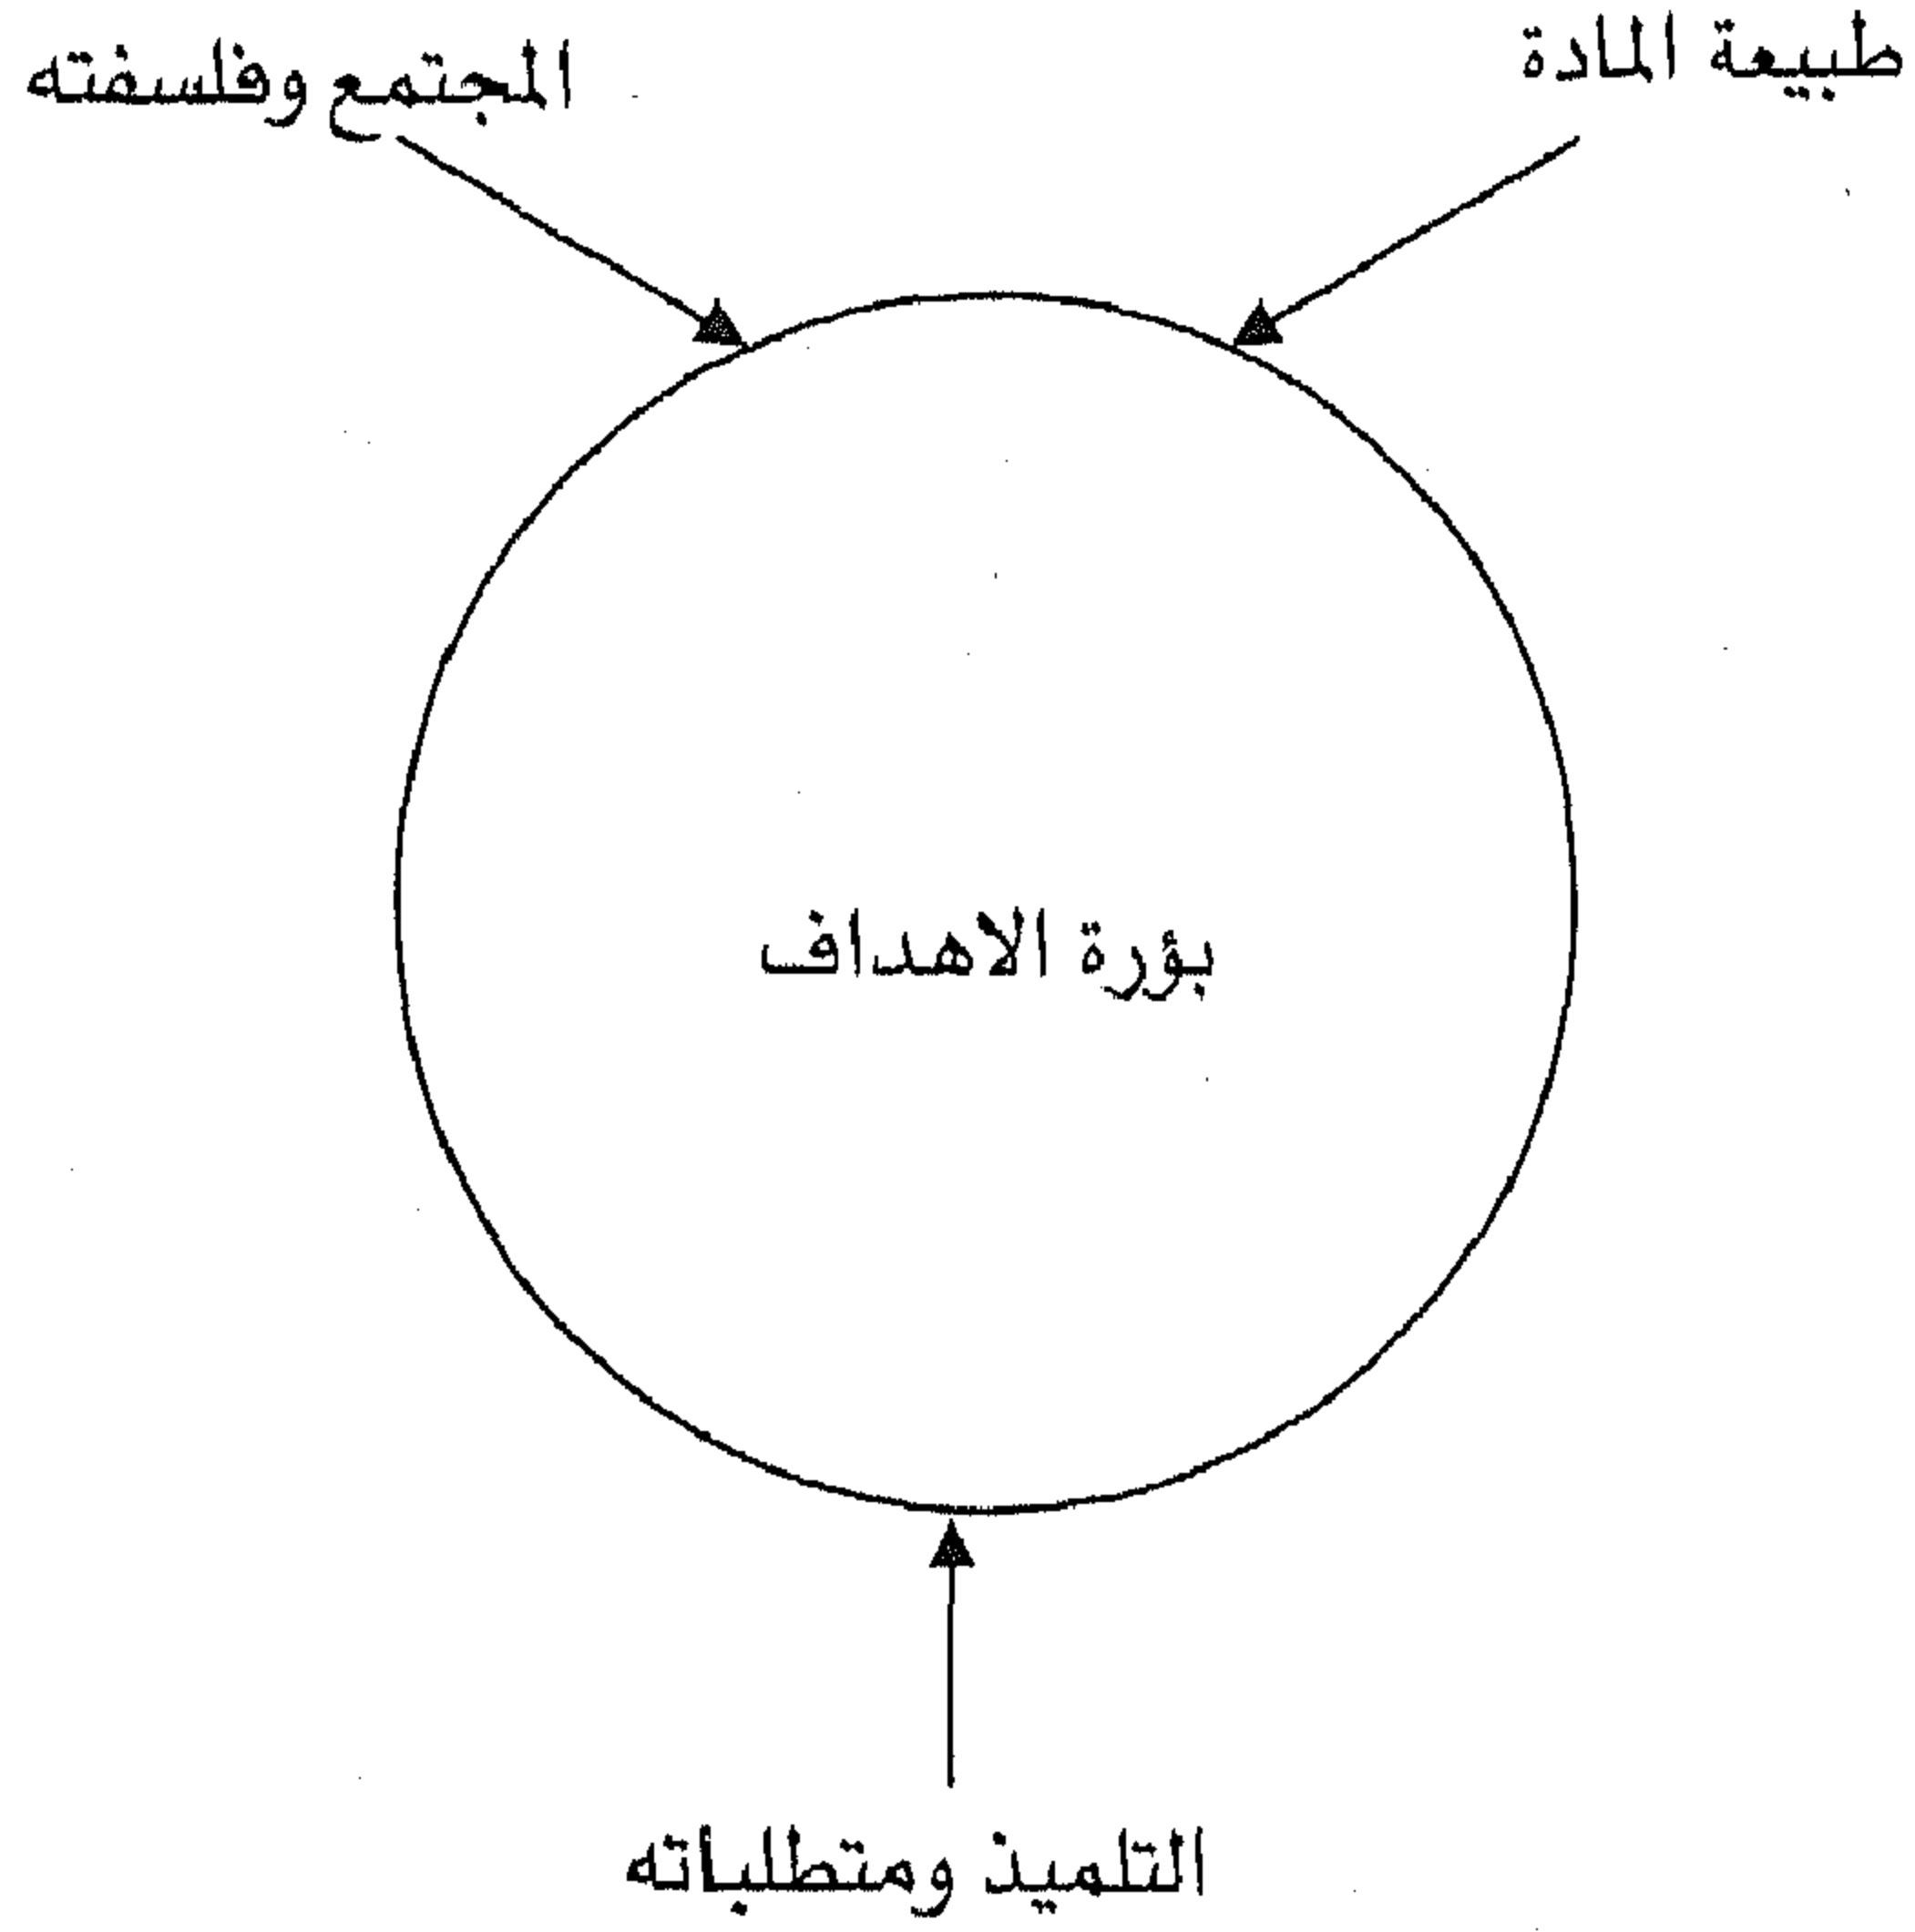 طبيعة المادة
المجتمع وفلسفته
بؤرة الاهداف
التلميذ ومتطلباته